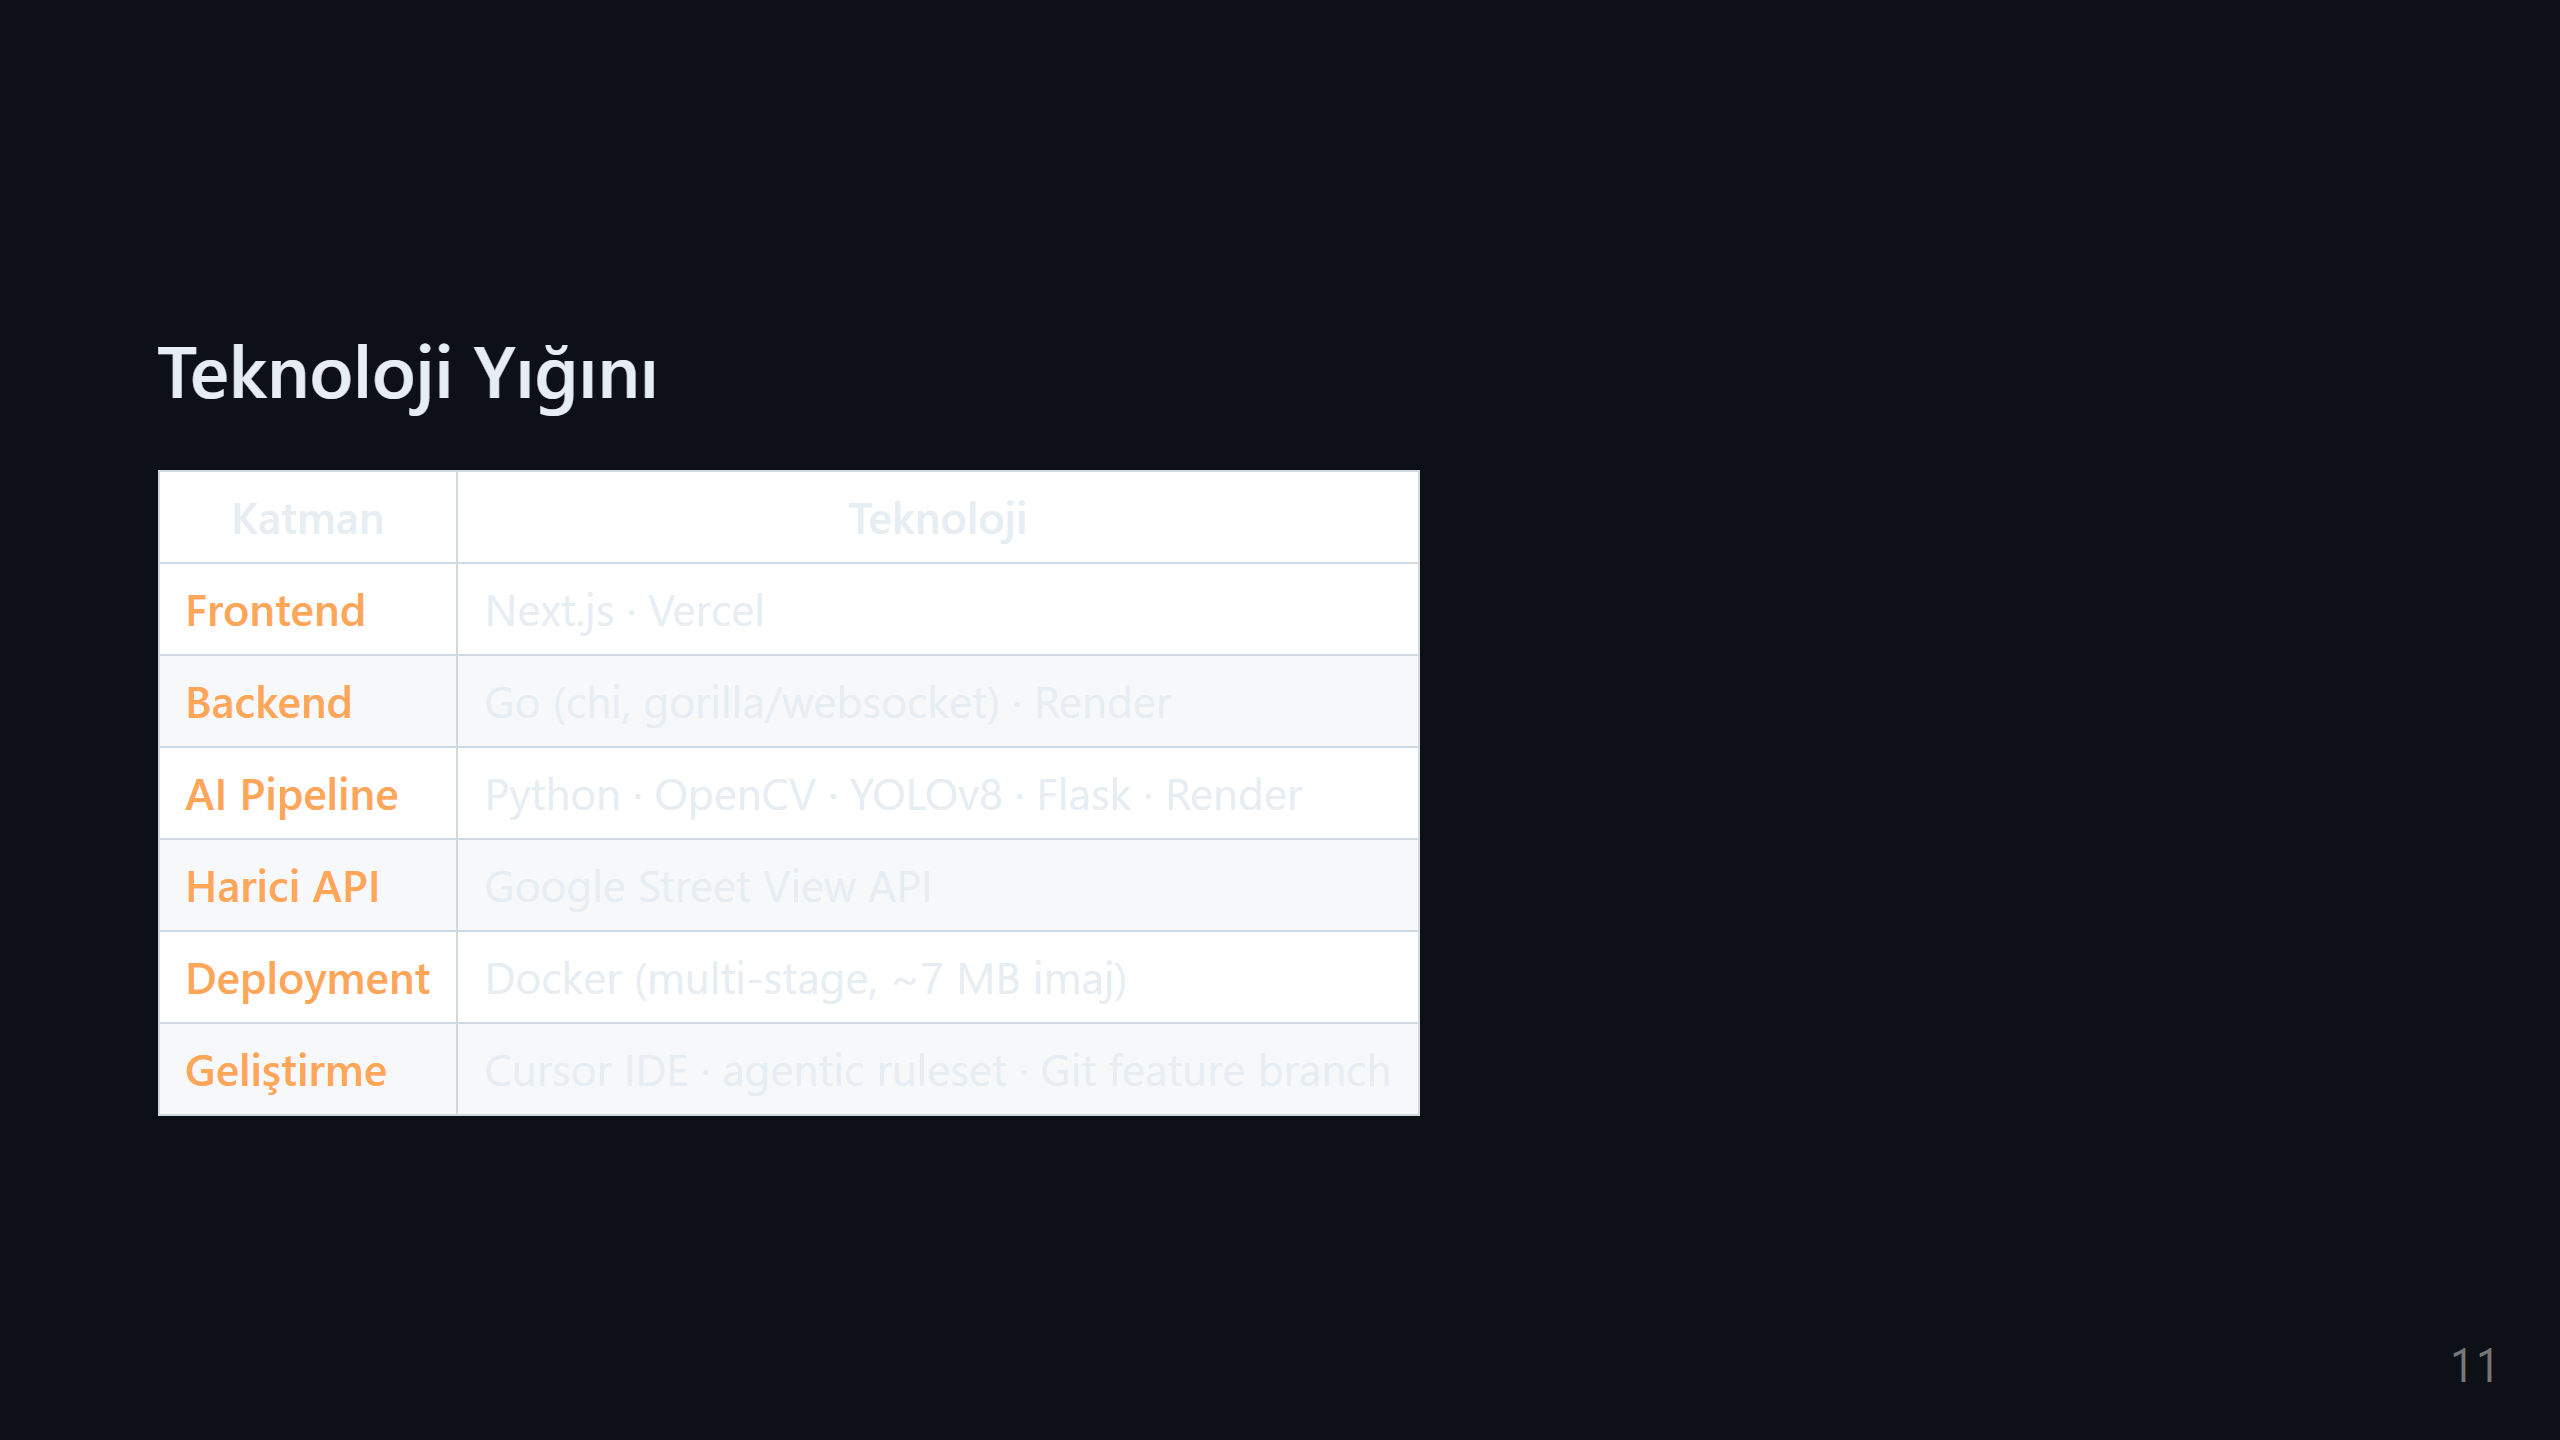 Teknoloji Yığını
Katman Teknoloji
Frontend Next.js · Vercel
Backend Go (chi, gorilla/websocket) · Render
AI Pipeline Python · OpenCV · YOLOv8 · Flask · Render
Harici API Google Street View API
Deployment Docker (multi-stage, ~7 MB imaj)
Geliştirme Cursor IDE · agentic ruleset · Git feature branch
11